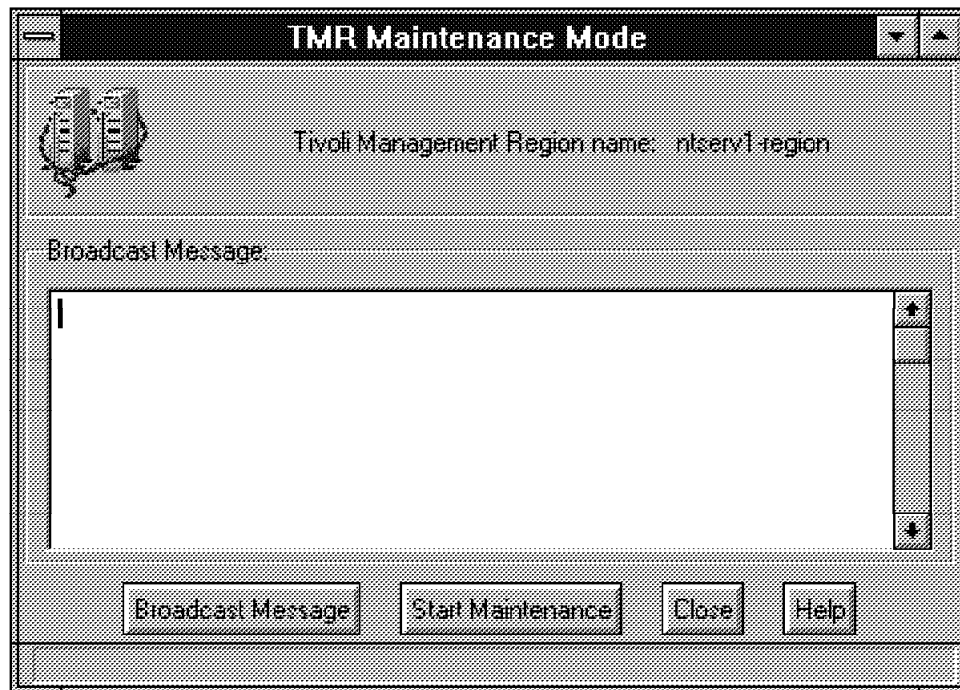 TMR Maintenance Mode
Tivoli Management Region name: ntserv1-region
Broadcast Message:
Broadcast Message Start Maintenance Close Help